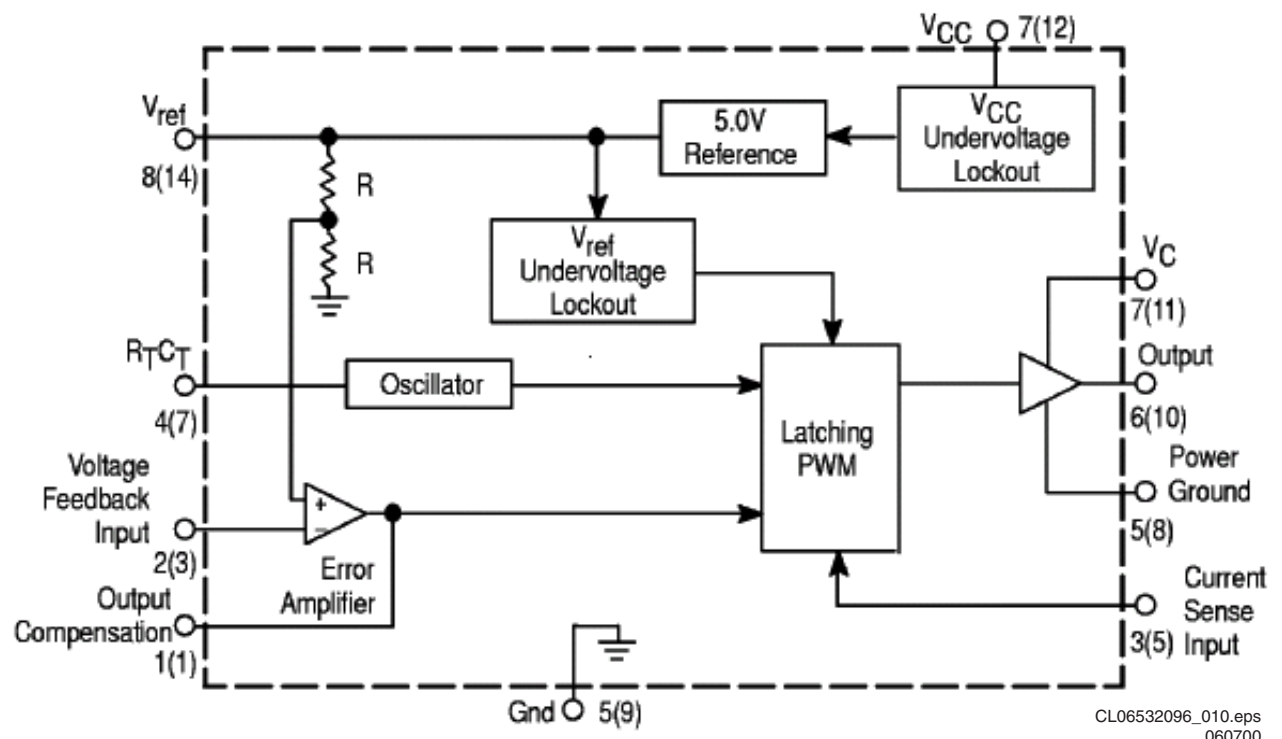 VCC 7(12)
Vref
8(14)
R
R
5.0V
Reference
VCC
Undervoltage
Lockout
Vref
Undervoltage
Lockout
VC
7(11)
RTCT
4(7)
Oscillator
Latching
PWM
Output
6(10)
Power
Ground
5(8)
Voltage
Feedback
Input
2(3)
+
−
Error
Amplifier
Output
Compensation
1(1)
Current
Sense
Input
3(5)
Gnd 5(9)
CL06532096_010.eps
060700